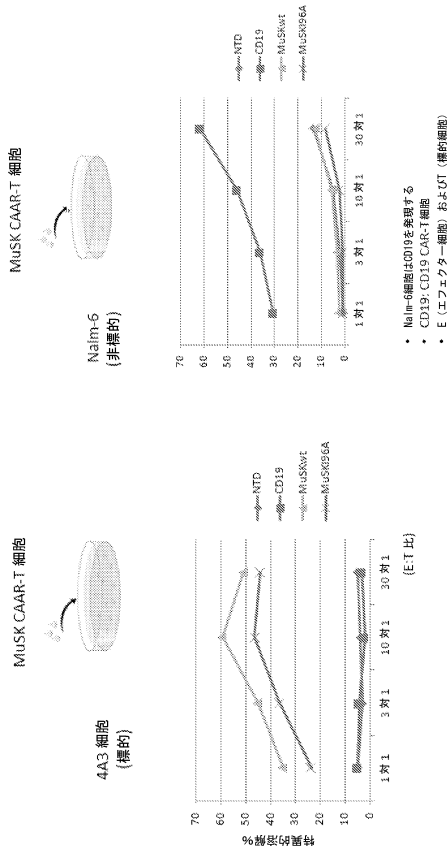 MuSK CAAR-T 細胞
4A3 細胞
(標的)
特異的溶解%
70
60
50
40
30
20
10
0
1 対 1
3 対 1
10 対 1
30 対 1
(E:T 比)
NTD
CD19
MuSKwt
MuSKI96A
MuSK CAAR-T 細胞
Nalm-6
(非標的)
70
60
50
40
30
20
10
0
1 対 1
3 対 1
10 対 1
30 対 1
NTD
CD19
MuSKwt
MuSKI96A
• Nalm-6細胞はCD19を発現する
• CD19: CD19 CAR-T細胞
• E (エフェクター細胞) およびT (標的細胞)